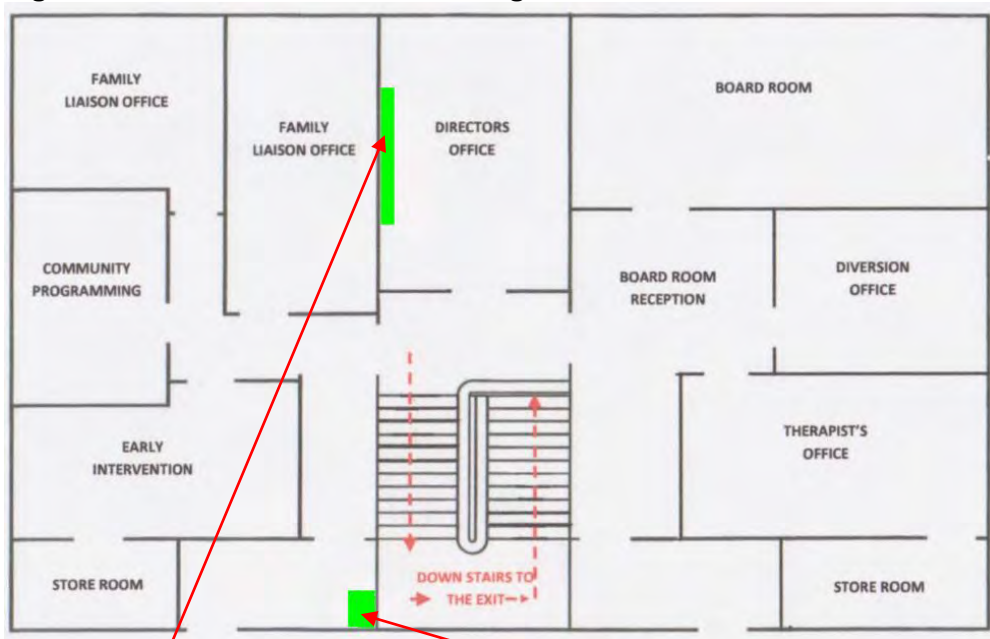 FAMILY
LIAISON OFFICE
FAMILY
LIAISON OFFICE
DIRECTORS
OFFICE
BOARD ROOM
COMMUNITY
PROGRAMMING
BOARD ROOM
RECEPTION
DIVERSION
OFFICE
EARLY
INTERVENTION
THERAPIST'S
OFFICE
STORE ROOM
DOWN STAIRS TO
THE EXIT
STORE ROOM